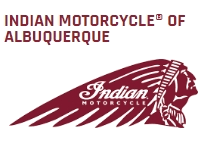 INDIAN MOTORCYCLE® OF
ALBUQUERQUE
Indian
MOTORCYCLE